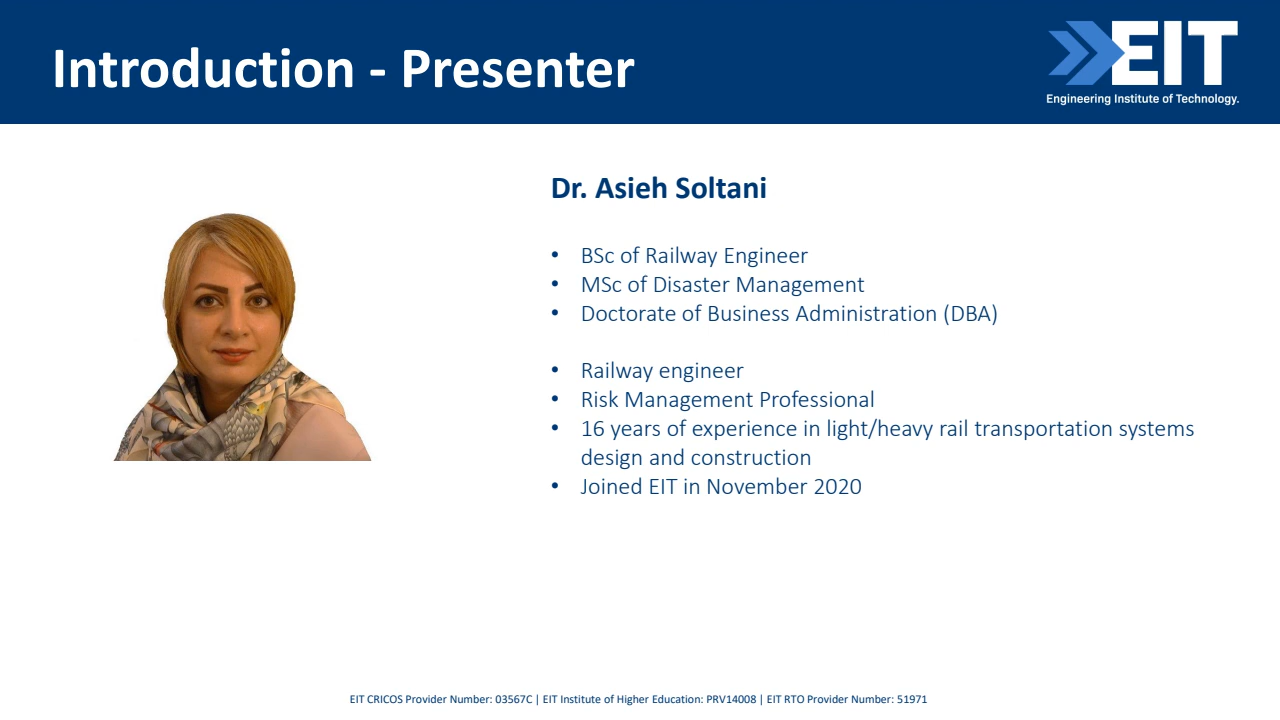 Introduction - Presenter
EIT
Engineering Institute of Technology.
Dr. Asieh Soltani
• BSc of Railway Engineer
• MSc of Disaster Management
• Doctorate of Business Administration (DBA)
• Railway engineer
• Risk Management Professional
• 16 years of experience in light/heavy rail transportation systems
design and construction
• Joined EIT in November 2020
EIT CRICOS Provider Number: 03567C | EIT Institute of Higher Education: PRV14008 | EIT RTO Provider Number: 51971